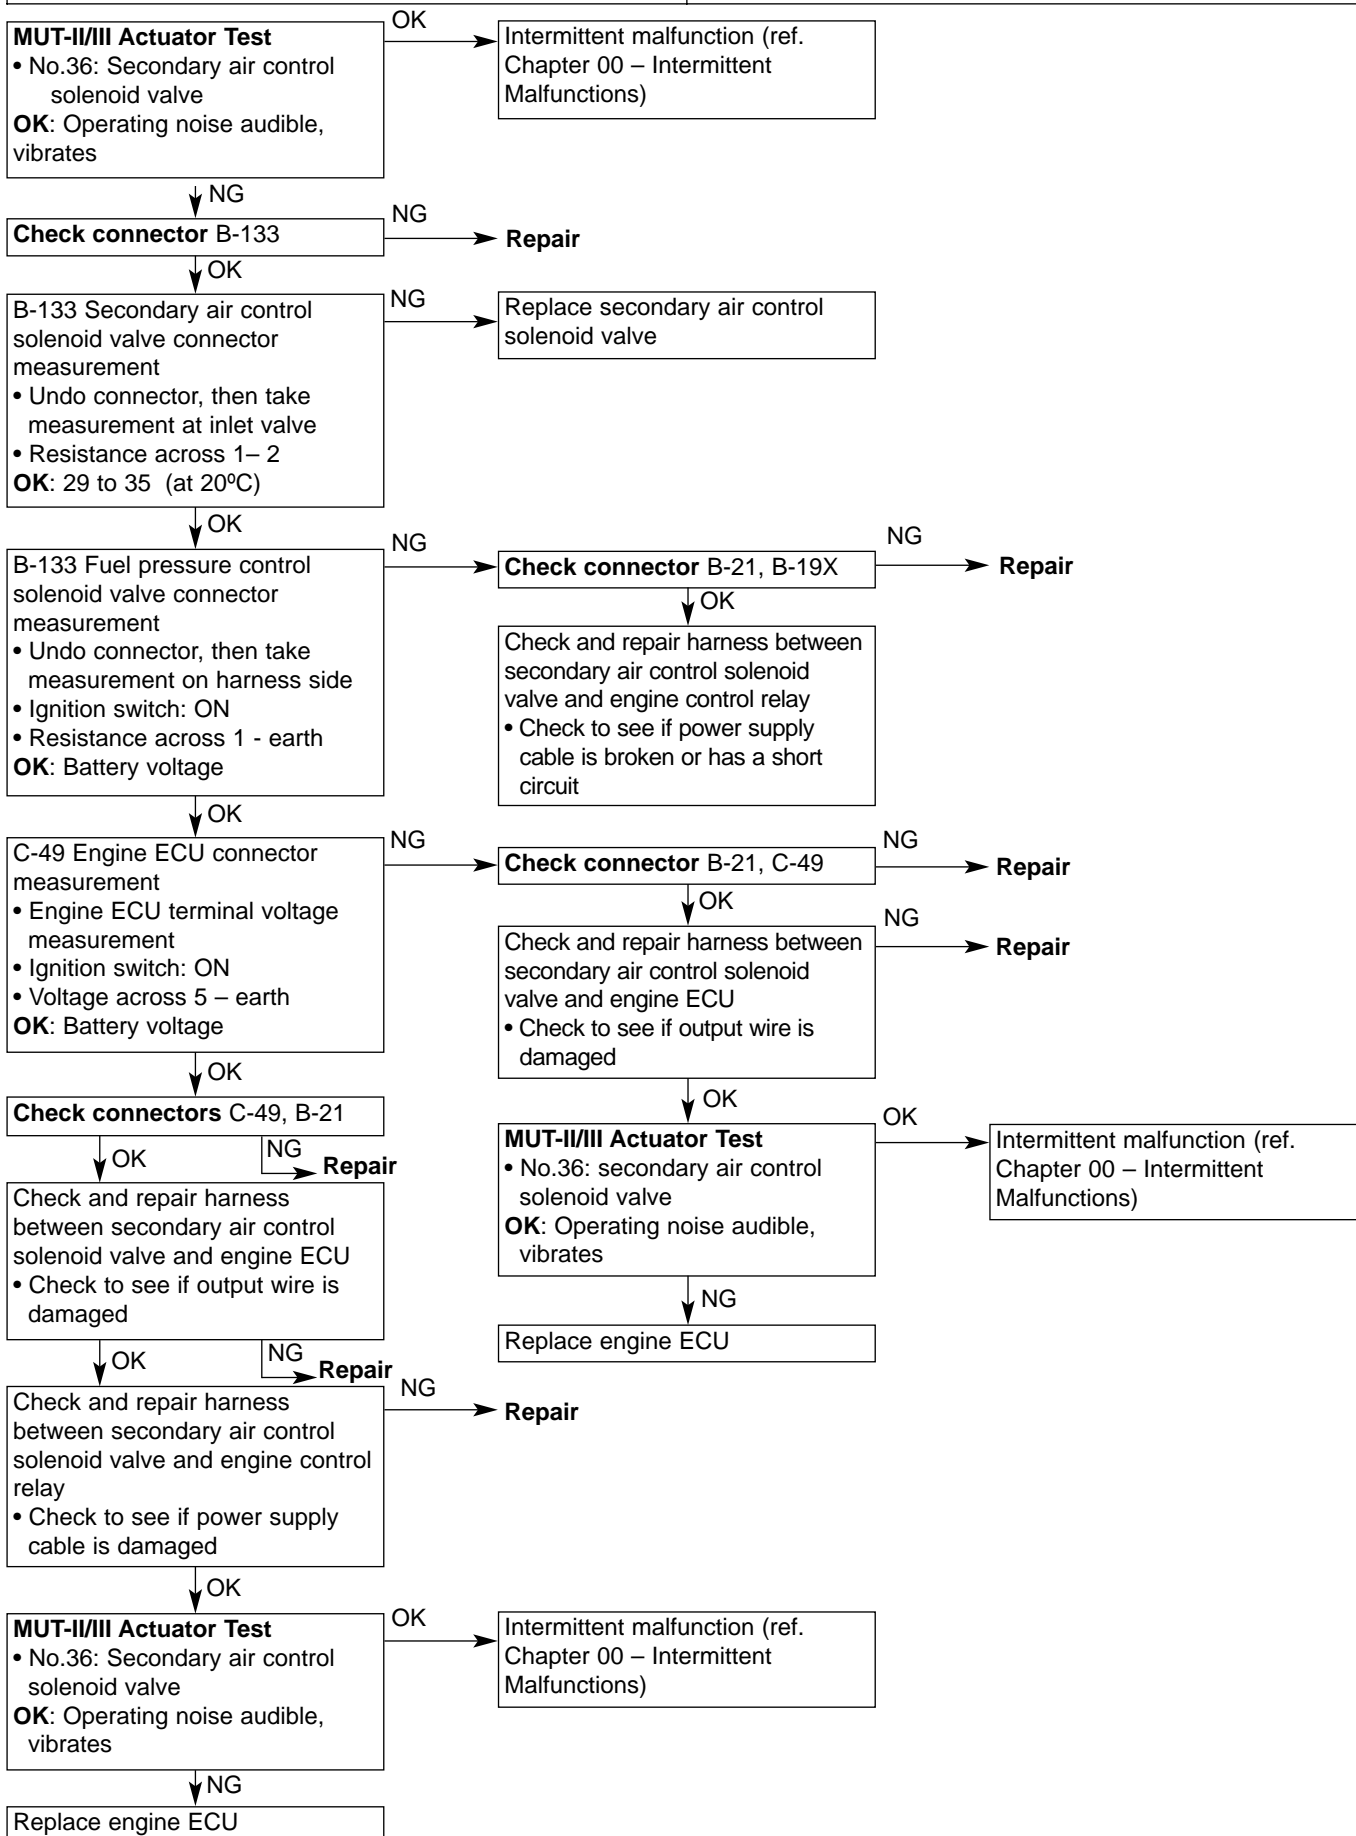 MUT-II/III Actuator Test
• No.36: Secondary air control
solenoid valve
OK: Operating noise audible,
vibrates
OK
Intermittent malfunction (ref.
Chapter 00 – Intermittent
Malfunctions)
NG
Check connector B-133
NG
Repair
OK
B-133 Secondary air control
solenoid valve connector
measurement
• Undo connector, then take
measurement at inlet valve
• Resistance across 1– 2
OK: 29 to 35 (at 20ºC)
NG
Replace secondary air control
solenoid valve
OK
B-133 Fuel pressure control
solenoid valve connector
measurement
• Undo connector, then take
measurement on harness side
• Ignition switch: ON
• Resistance across 1 - earth
OK: Battery voltage
NG
Check connector B-21, B-19X
NG
Repair
OK
Check and repair harness between
secondary air control solenoid
valve and engine control relay
• Check to see if power supply
cable is broken or has a short
circuit
OK
C-49 Engine ECU connector
measurement
• Engine ECU terminal voltage
measurement
• Ignition switch: ON
• Voltage across 5 – earth
OK: Battery voltage
NG
Check connector B-21, C-49
NG
Repair
OK
Check and repair harness between
secondary air control solenoid
valve and engine ECU
• Check to see if output wire is
damaged
NG
Repair
OK
MUT-II/III Actuator Test
• No.36: secondary air control
solenoid valve
OK: Operating noise audible,
vibrates
OK
Intermittent malfunction (ref.
Chapter 00 – Intermittent
Malfunctions)
NG
Replace engine ECU
OK
Check connectors C-49, B-21
OK
NG
Repair
Check and repair harness
between secondary air control
solenoid valve and engine ECU
• Check to see if output wire is
damaged
OK
NG
Repair
Check and repair harness
between secondary air control
solenoid valve and engine control
relay
• Check to see if power supply
cable is damaged
NG
Repair
OK
MUT-II/III Actuator Test
• No.36: Secondary air control
solenoid valve
OK: Operating noise audible,
vibrates
OK
Intermittent malfunction (ref.
Chapter 00 – Intermittent
Malfunctions)
NG
Replace engine ECU